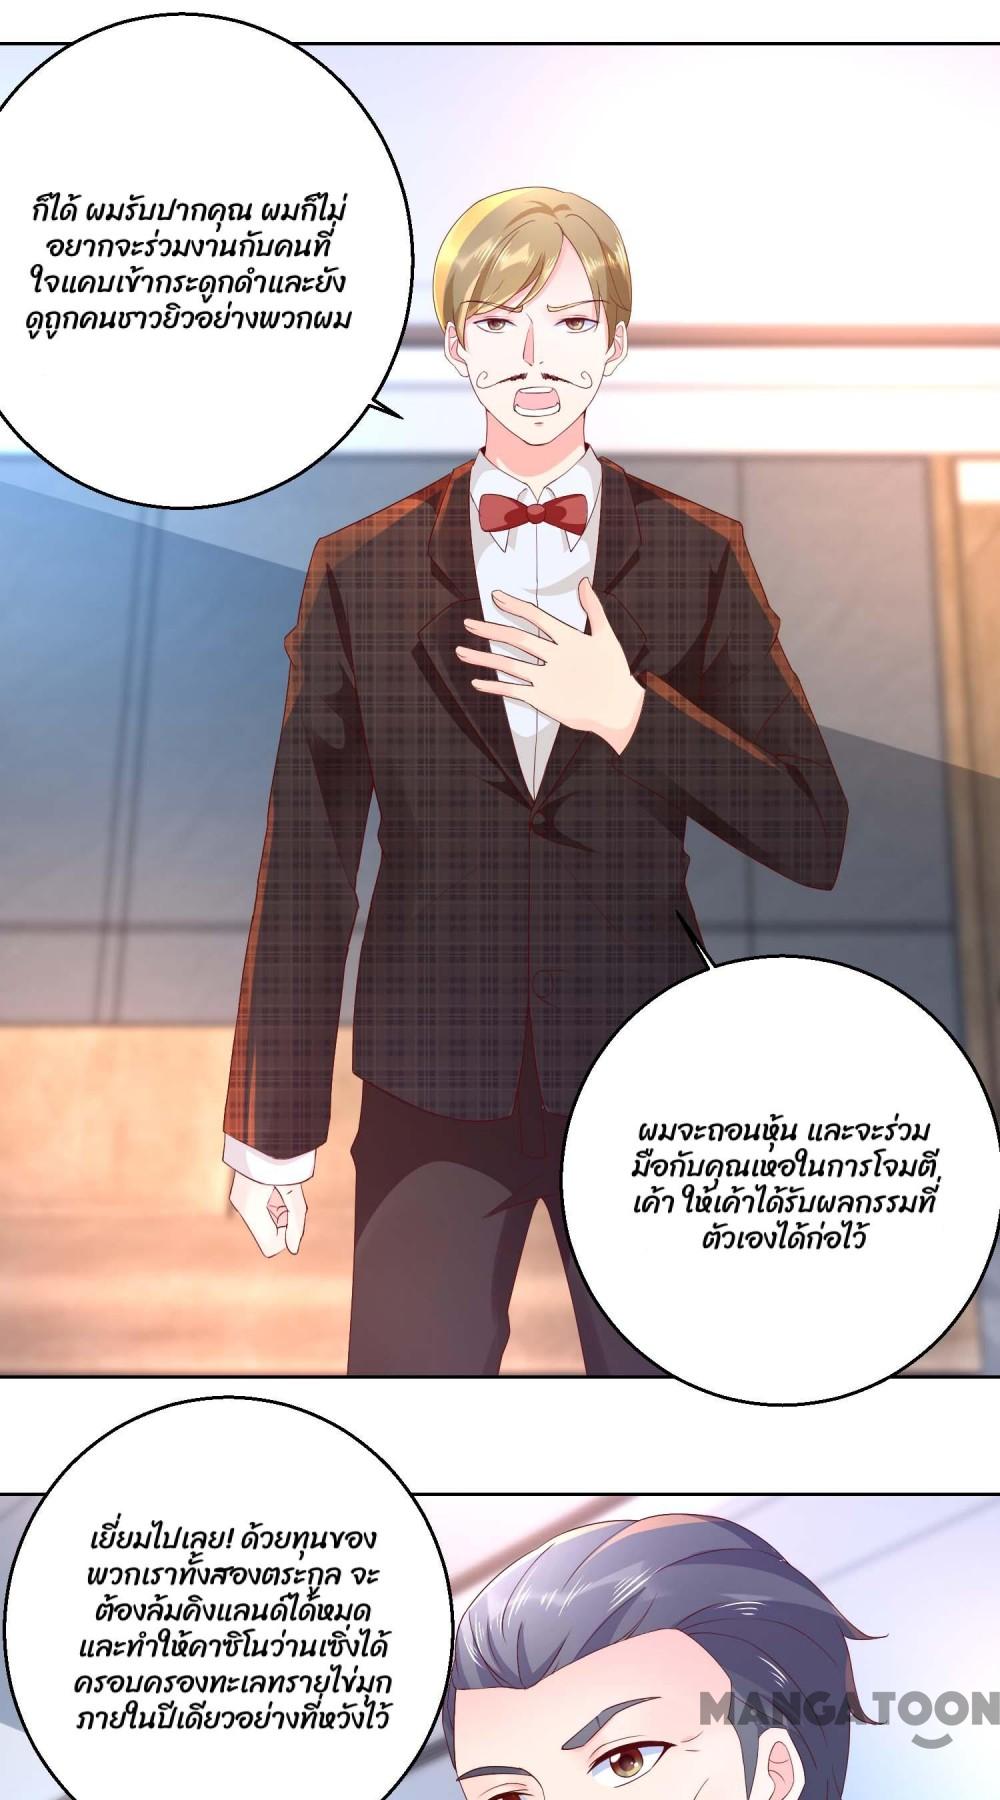 ก็ได้ ผมรับปากคุณ ผมก็ไม่
อยากจะร่วมงานกับคนที่
ใจแคบเข้ากระดูกดำและยัง
ดูถูกคนชาวยิวอย่างพวกผม
ผมจะถอนหุ้น และจะร่วม
มือกับคุณเหอในการโจมตี
เค้า ให้เค้าได้รับผลกรรมที่
ตัวเองได้ก่อไว้
เยี่ยมไปเลย! ด้วยทุนของ
พวกเราทั้งสองตระกูล จะ
ต้องล้มคิงแลนด์ได้หมด
และทำให้คาซิโนว่านเซิ่งได้
ครอบครองทะเลทรายไข่มุก
ภายในปีเดียวอย่างที่หวังไว้
MANGATOON